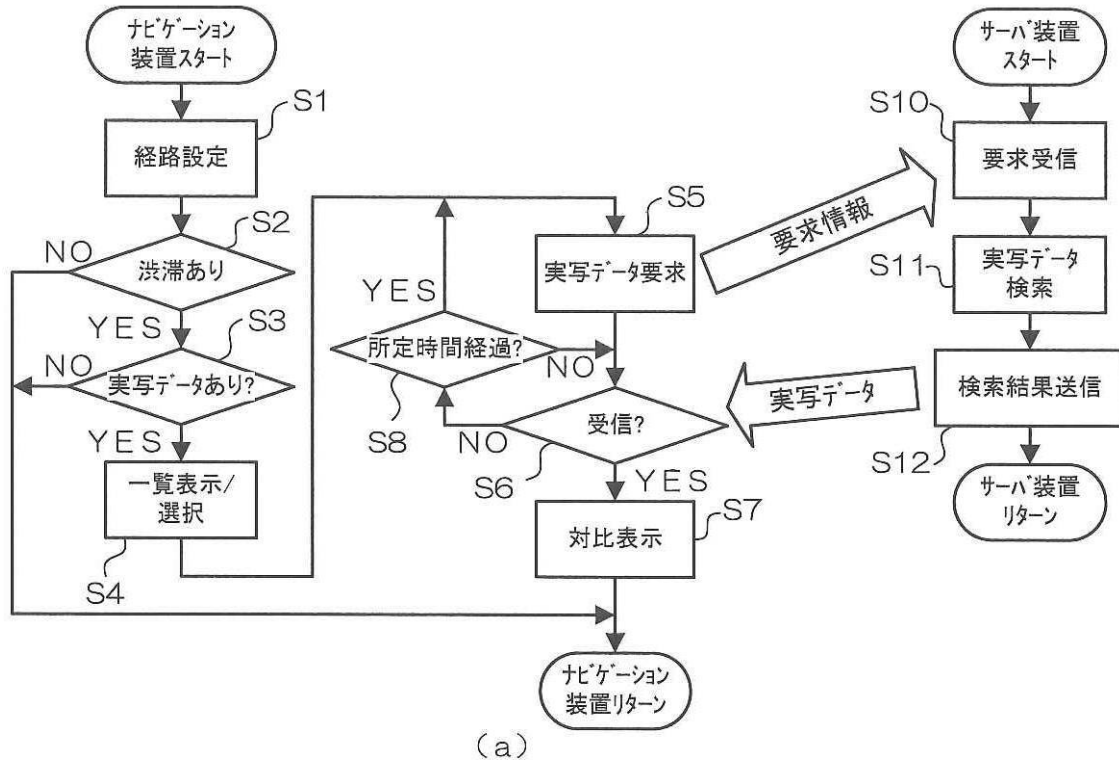 ナビゲーション
装置スタート
S1
経路設定
S2
NO
渋滞あり
YES
S3
NO
実写データあり?
YES
一覧表示/
選択
S4
S5
実写データ要求
YES
所定時間経過?
NO
S8
受信?
NO
S6
YES
S7
対比表示
ナビゲーション
装置リターン
要求情報
実写データ
サーバ装置
スタート
S10
要求受信
S11
実写データ
検索
検索結果送信
S12
サーバ装置
リターン
(a)